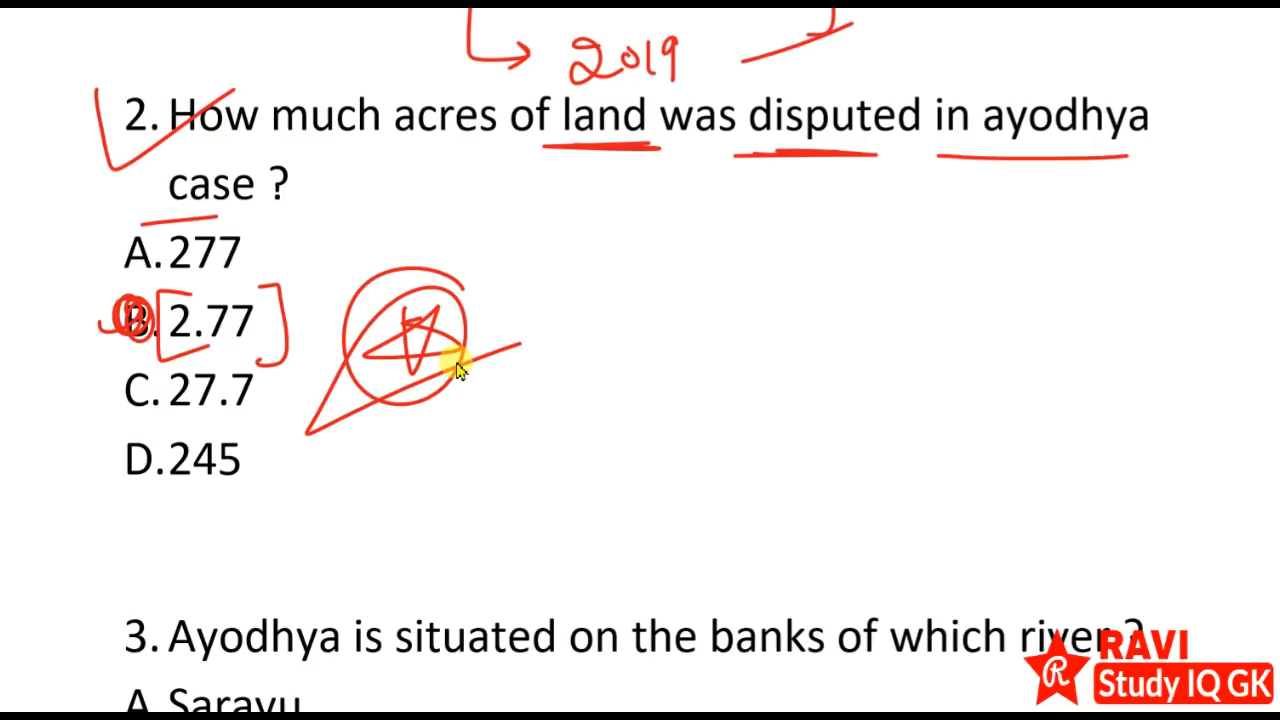 2019
2. How much acres of land was disputed in ayodhya
case ?
A. 277
B. 2.77
C. 27.7
D. 245
3. Ayodhya is situated on the banks of which river ?
A. Sarayu
RAVI
R
Study IQ GK